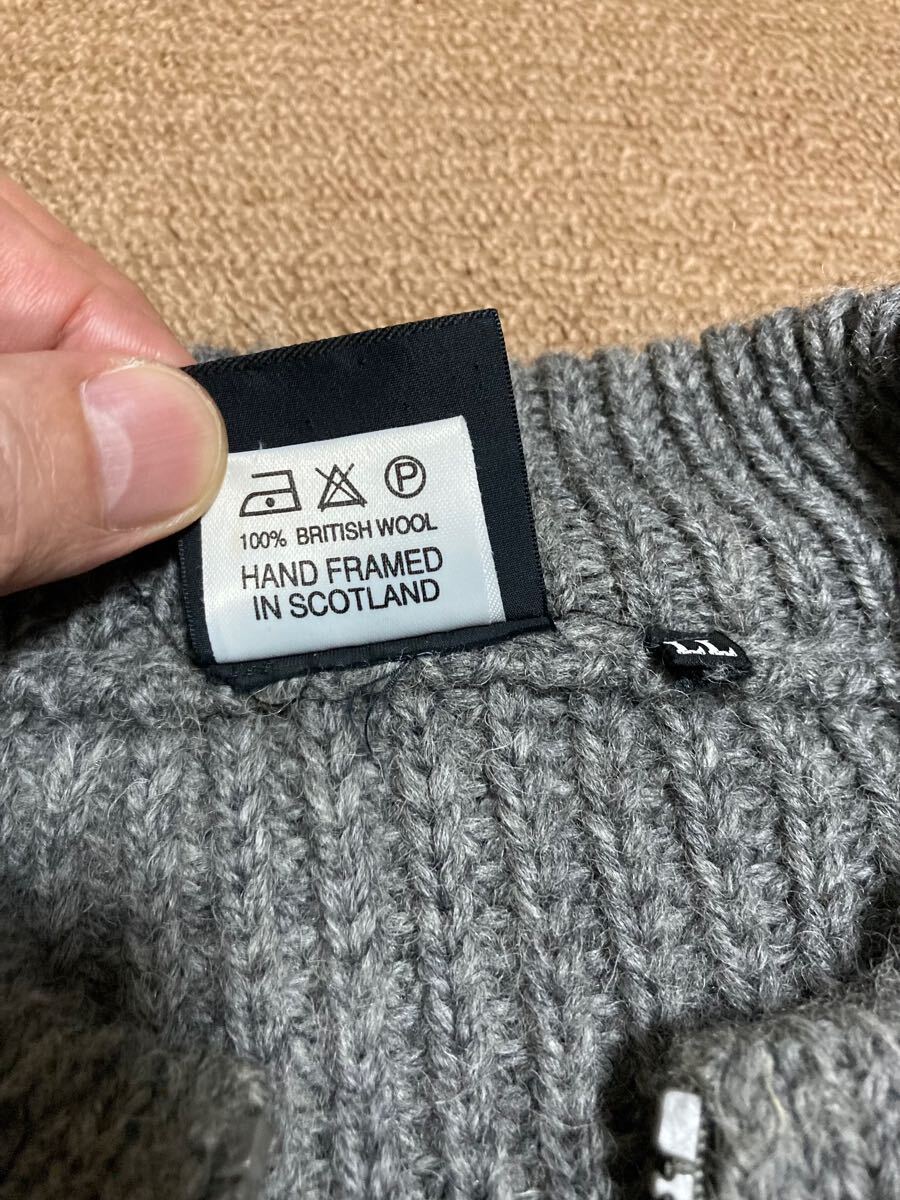 P
100% BRITISH WOOL
HAND FRAMED
IN SCOTLAND
LL